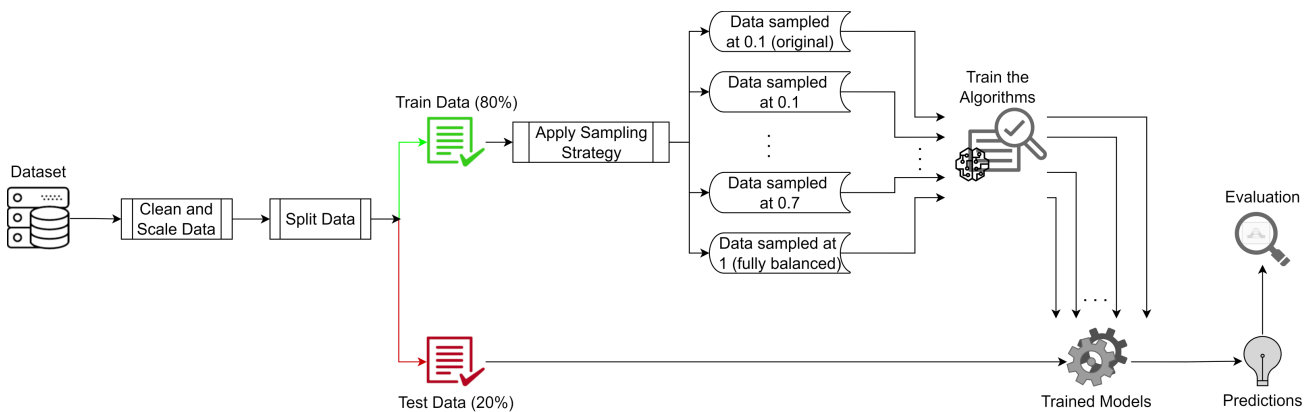 Dataset
Clean and
Scale Data
Split Data
Train Data (80%)
Apply Sampling
Strategy
Data sampled
at 0.1 (original)
Data sampled
at 0.1
Data sampled
at 0.7
Data sampled at
1 (fully balanced)
Train the
Algorithms
Test Data (20%)
Trained Models
Predictions
Evaluation